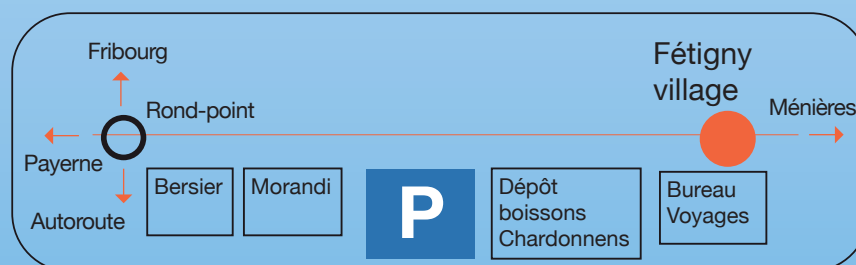 Fribourg
Fétigny
village
Rond-point
Ménières
Payerne
Autoroute
Bersier
Morandi
P
Dépôt
boissons
Chardonnens
Bureau
Voyages